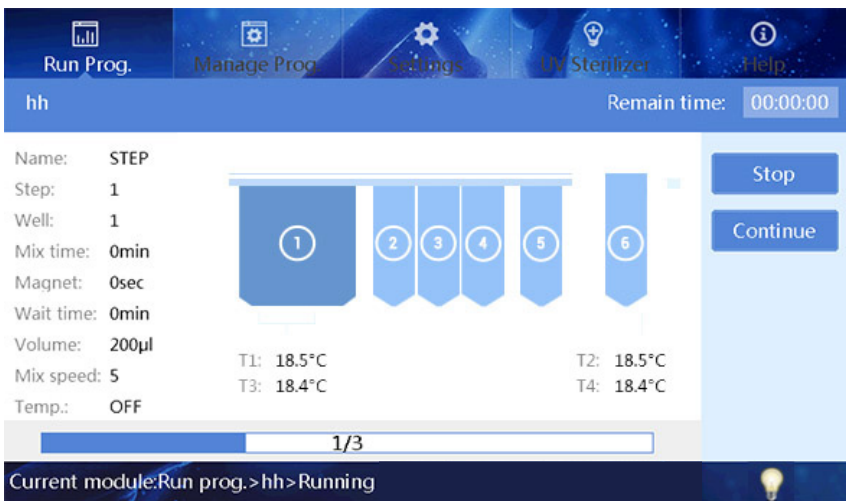 Run Prog.
Manage Prog.
Settings
UV Sterilizer
Help
hh
Remain time: 00:00:00
Name: STEP
Step: 1
Well: 1
Mix time: 0min
Magnet: 0sec
Wait time: 0min
Volume: 200μl
Mix speed: 5
Temp.: OFF
1 2 3 4 5 6
T1: 18.5°C
T3: 18.4°C
T2: 18.5°C
T4: 18.4°C
Stop
Continue
1/3
Current module:Run prog.>hh>Running